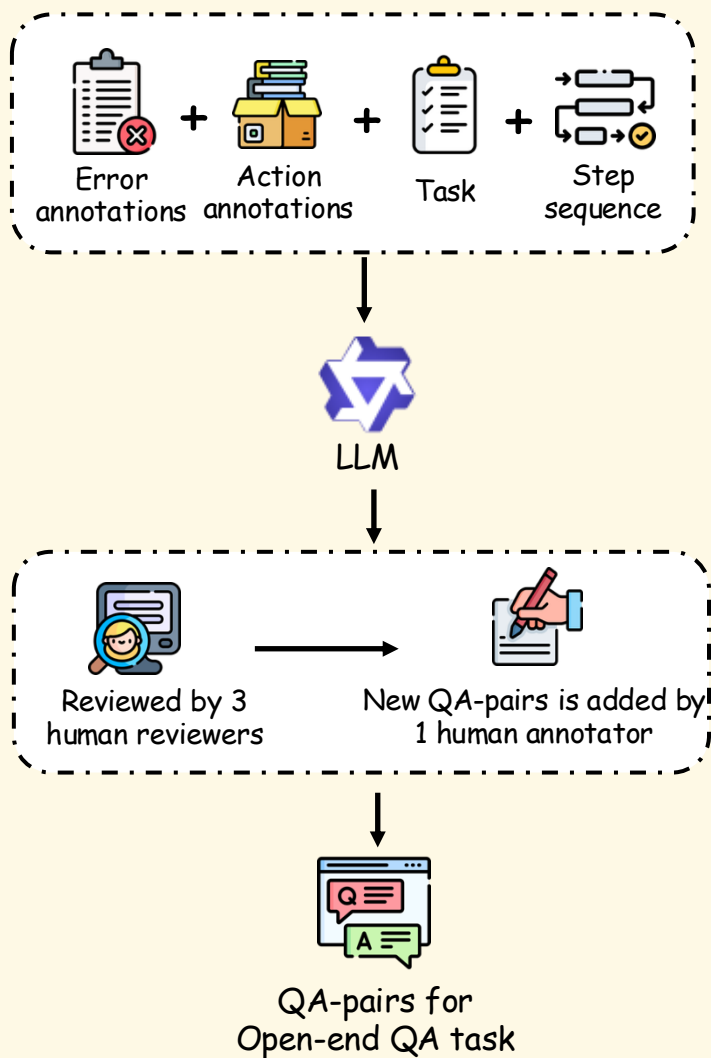 Error
annotations
+
Action
annotations
+
Task
+
Step
sequence
LLM
Reviewed by 3
human reviewers
New QA-pairs is added by
1 human annotator
Q
A
QA-pairs for
Open-end QA task